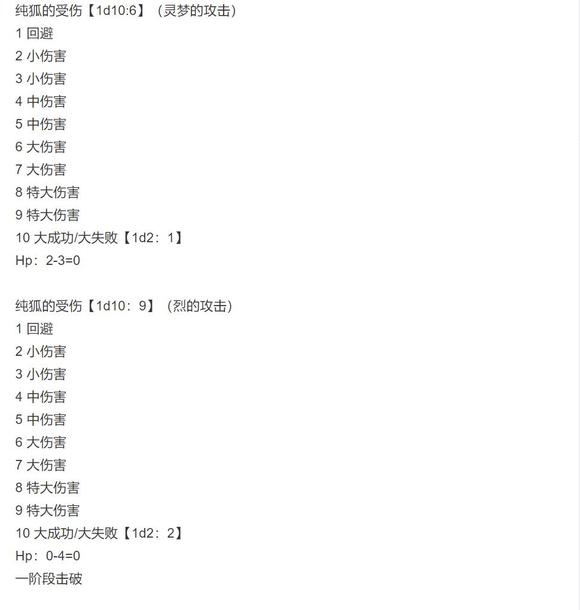 纯狐的受伤【1d10:6】（灵梦的攻击）
1 回避
2 小伤害
3 小伤害
4 中伤害
5 中伤害
6 大伤害
7 大伤害
8 特大伤害
9 特大伤害
10 大成功/大失败【1d2：1】
Hp：2-3=0
纯狐的受伤【1d10：9】（烈的攻击）
1 回避
2 小伤害
3 小伤害
4 中伤害
5 中伤害
6 大伤害
7 大伤害
8 特大伤害
9 特大伤害
10 大成功/大失败【1d2：2】
Hp：0-4=0
一阶段击破